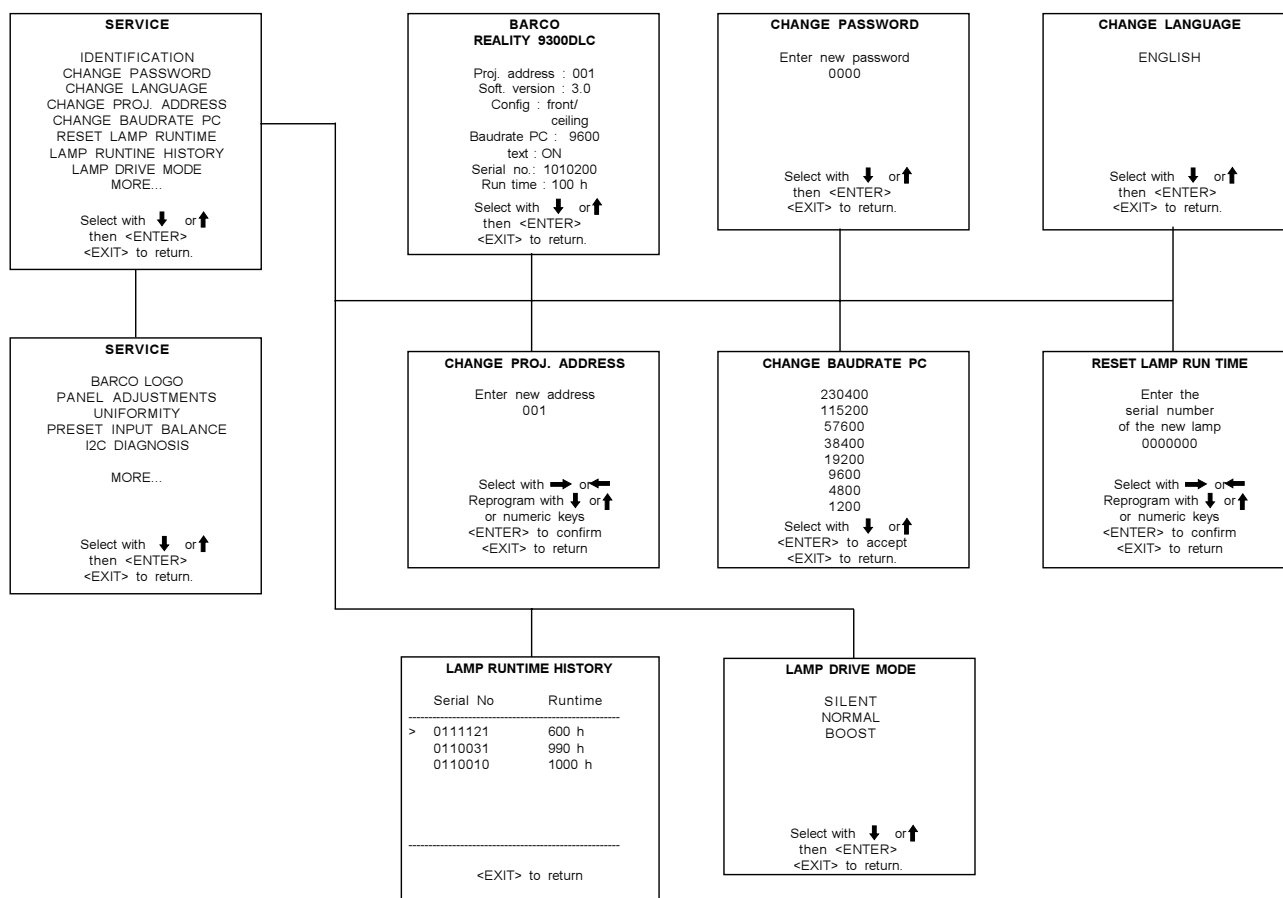 SERVICE
IDENTIFICATION
CHANGE PASSWORD
CHANGE LANGUAGE
CHANGE PROJ. ADDRESS
CHANGE BAUDRATE PC
RESET LAMP RUNTIME
LAMP RUNTINE HISTORY
LAMP DRIVE MODE
MORE...
Select with ⬇ or⬆
then <ENTER>
<EXIT> to return.
BARCO
REALITY 9300DLC
Proj. address : 001
Soft. version : 3.0
Config : front/
ceiling
Baudrate PC : 9600
text : ON
Serial no.: 1010200
Run time : 100 h
Select with ⬇ or⬆
then <ENTER>
<EXIT> to return.
CHANGE PASSWORD
Enter new password
0000
Select with ⬇ or⬆
then <ENTER>
<EXIT> to return.
CHANGE LANGUAGE
ENGLISH
Select with ⬇ or⬆
then <ENTER>
<EXIT> to return.
SERVICE
BARCO LOGO
PANEL ADJUSTMENTS
UNIFORMITY
PRESET INPUT BALANCE
I2C DIAGNOSIS
MORE...
Select with ⬇ or⬆
then <ENTER>
<EXIT> to return.
CHANGE PROJ. ADDRESS
Enter new address
001
Select with ➡ or⬅
Reprogram with ⬇ or⬆
or numeric keys
<ENTER> to confirm
<EXIT> to return
CHANGE BAUDRATE PC
230400
115200
57600
38400
19200
9600
4800
1200
Select with ⬇ or⬆
<ENTER> to accept
<EXIT> to return.
RESET LAMP RUN TIME
Enter the
serial number
of the new lamp
0000000
Select with ➡ or⬅
Reprogram with ⬇ or⬆
or numeric keys
<ENTER> to confirm
<EXIT> to return
LAMP RUNTIME HISTORY
Serial No Runtime
> 0111121 600 h
0110031 990 h
0110010 1000 h
<EXIT> to return
LAMP DRIVE MODE
SILENT
NORMAL
BOOST
Select with ⬇ or⬆
then <ENTER>
<EXIT> to return.